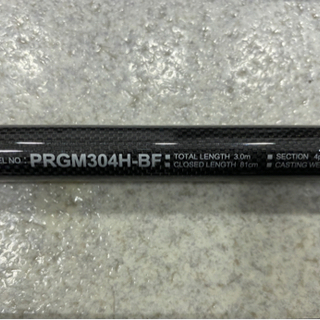 EL NO : PRGM304H-BF ■ TOTAL LENGTH 3.0m ■ SECTION 4
■ CLOSED LENGTH 81cm ■ CASTING WE